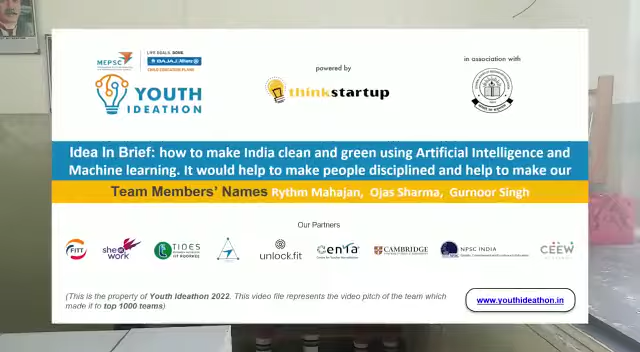 MEPSC
LIFE GOALS. DONE.
BAJAJ Allianz
CHILD EDUCATION PLANS
YOUTH
IDEATHON
powered by
thinkstartup
in association with
Idea In Brief: how to make India clean and green using Artificial Intelligence and
Machine learning. It would help to make people disciplined and help to make our
Team Members' Names Rythm Mahajan, Ojas Sharma, Gurnoor Singh
Our Partners
FITT
she@work
TIDES
unlock.fit
CAMBRIDGE
NPSC INDIA
CEEW
(This is the property of Youth Ideathon 2022. This video file represents the video pitch of the team which
made it to top 1000 teams)
www.youthideathon.in